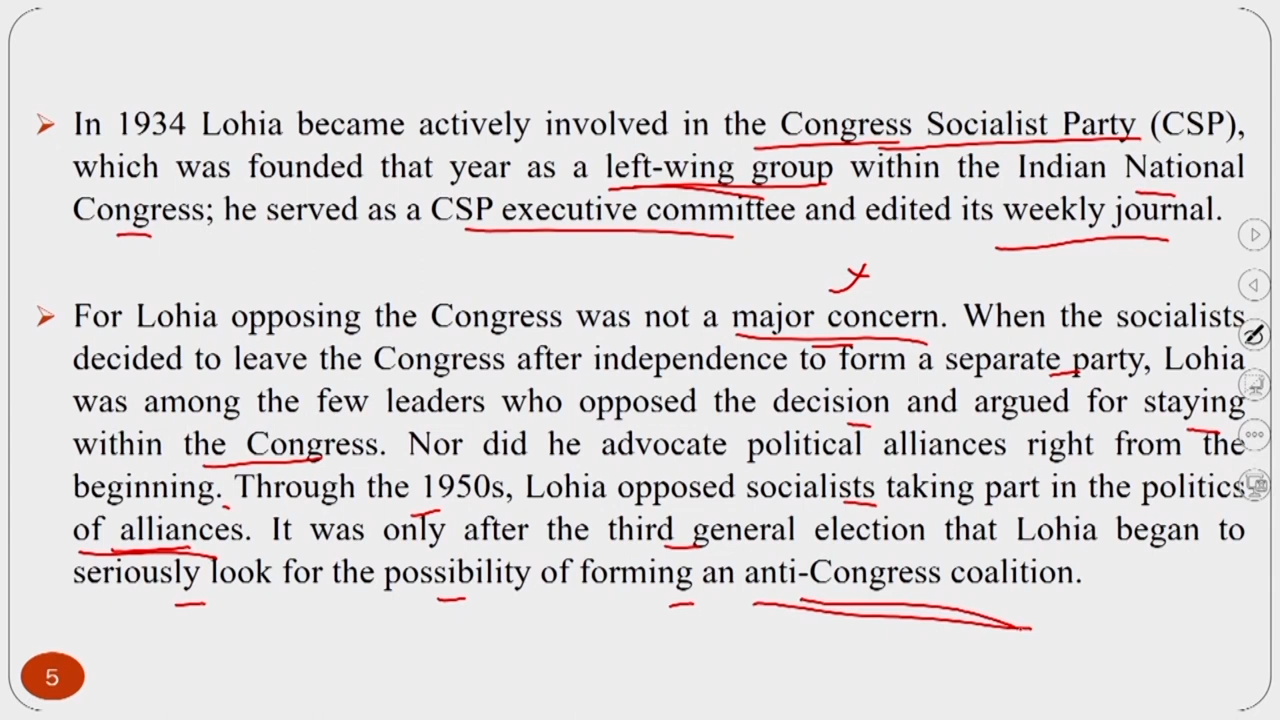 In 1934 Lohia became actively involved in the Congress Socialist Party (CSP),
which was founded that year as a left-wing group within the Indian National
Congress; he served as a CSP executive committee and edited its weekly journal.
For Lohia opposing the Congress was not a major concern. When the socialists
decided to leave the Congress after independence to form a separate party, Lohia
was among the few leaders who opposed the decision and argued for staying
within the Congress. Nor did he advocate political alliances right from the
beginning. Through the 1950s, Lohia opposed socialists taking part in the politics
of alliances. It was only after the third general election that Lohia began to
seriously look for the possibility of forming an anti-Congress coalition.
5